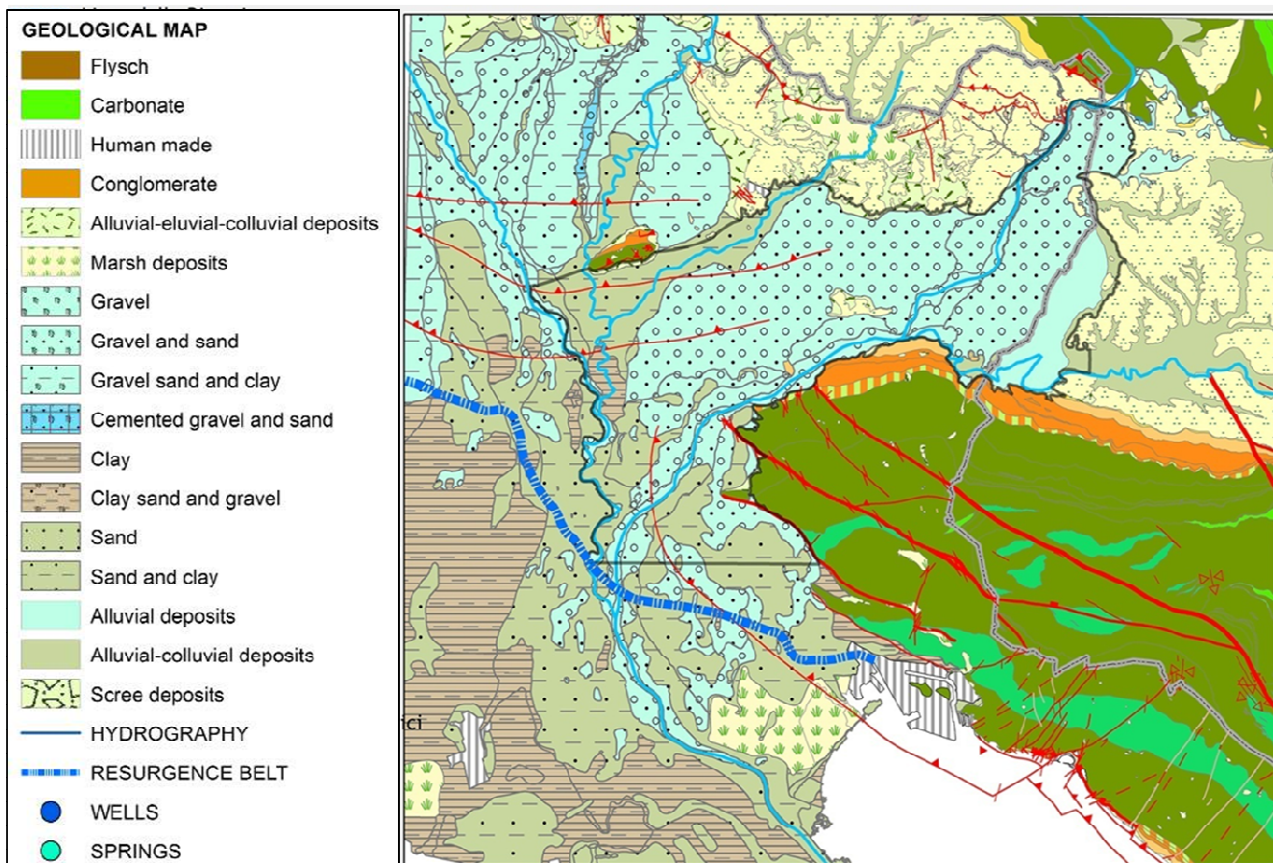 GEOLOGICAL MAP
Flysch
Carbonate
Human made
Conglomerate
Alluvial-eluvial-colluvial deposits
Marsh deposits
Gravel
Gravel and sand
Gravel sand and clay
Cemented gravel and sand
Clay
Clay sand and gravel
Sand
Sand and clay
Alluvial deposits
Alluvial-colluvial deposits
Scree deposits
HYDROGRAPHY
RESURGENCE BELT
WELLS
SPRINGS
ici